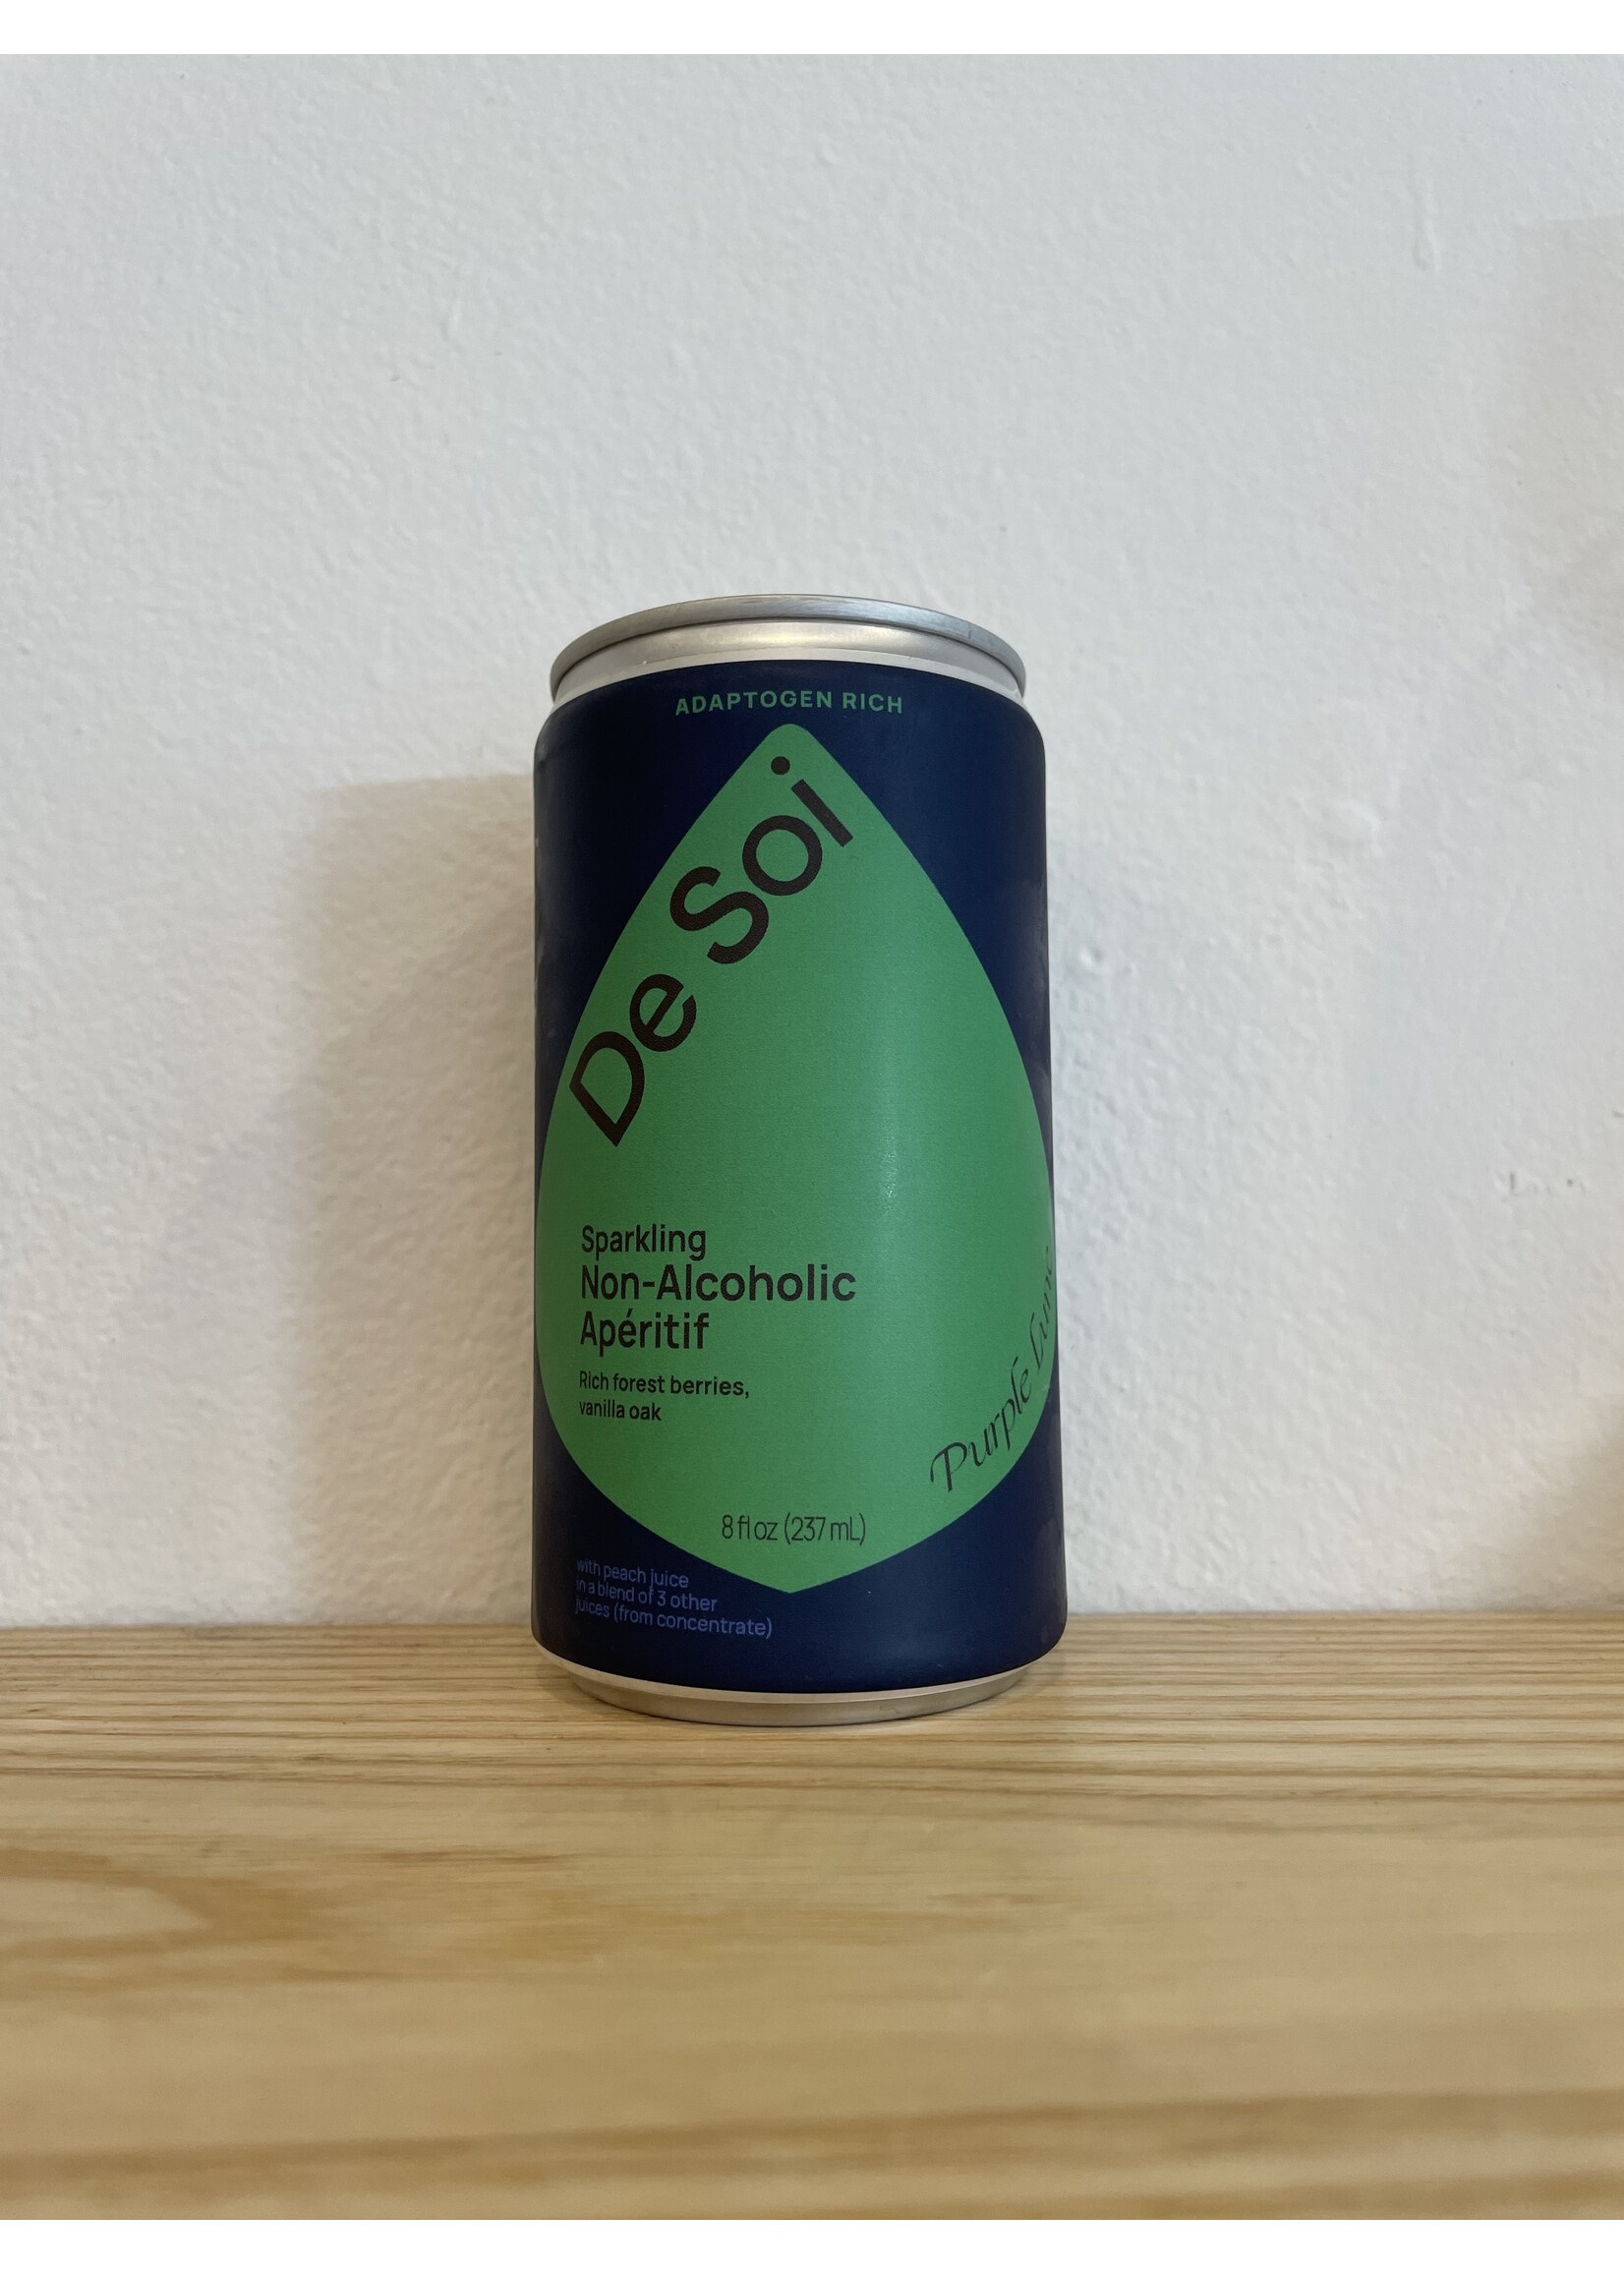 ADAPTOGEN RICH
De Soi
Sparkling
Non-Alcoholic
Apéritif
Rich forest berries,
vanilla oak
Purple Lune
8 fl oz (237 mL)
with peach juice
in a blend of 3 other
juices (from concentrate)